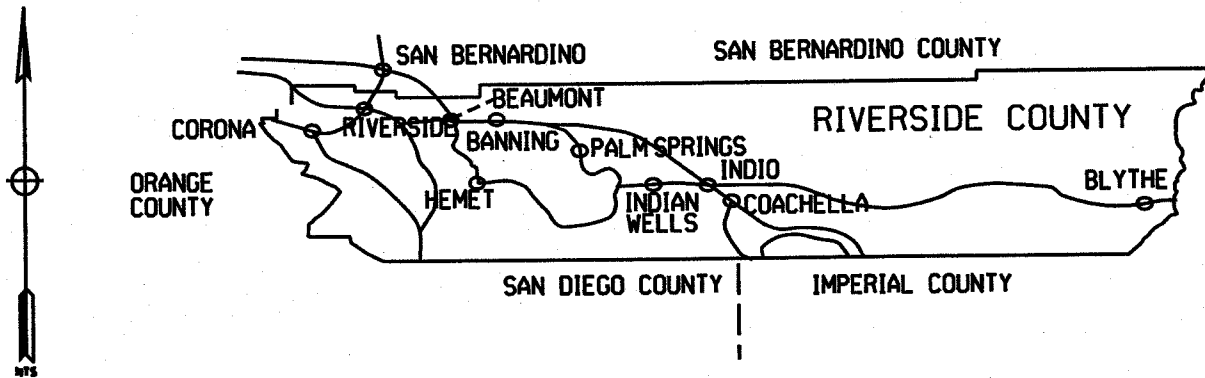 SAN BERNARDINO
SAN BERNARDINO COUNTY
BEAUMONT
CORONA
RIVERSIDE
RIVERSIDE COUNTY
BANNING
PALM SPRINGS
ORANGE
COUNTY
HEMET
INDIAN
WELLS
INDIO
COACHELLA
BLYTHE
SAN DIEGO COUNTY
IMPERIAL COUNTY
NTS